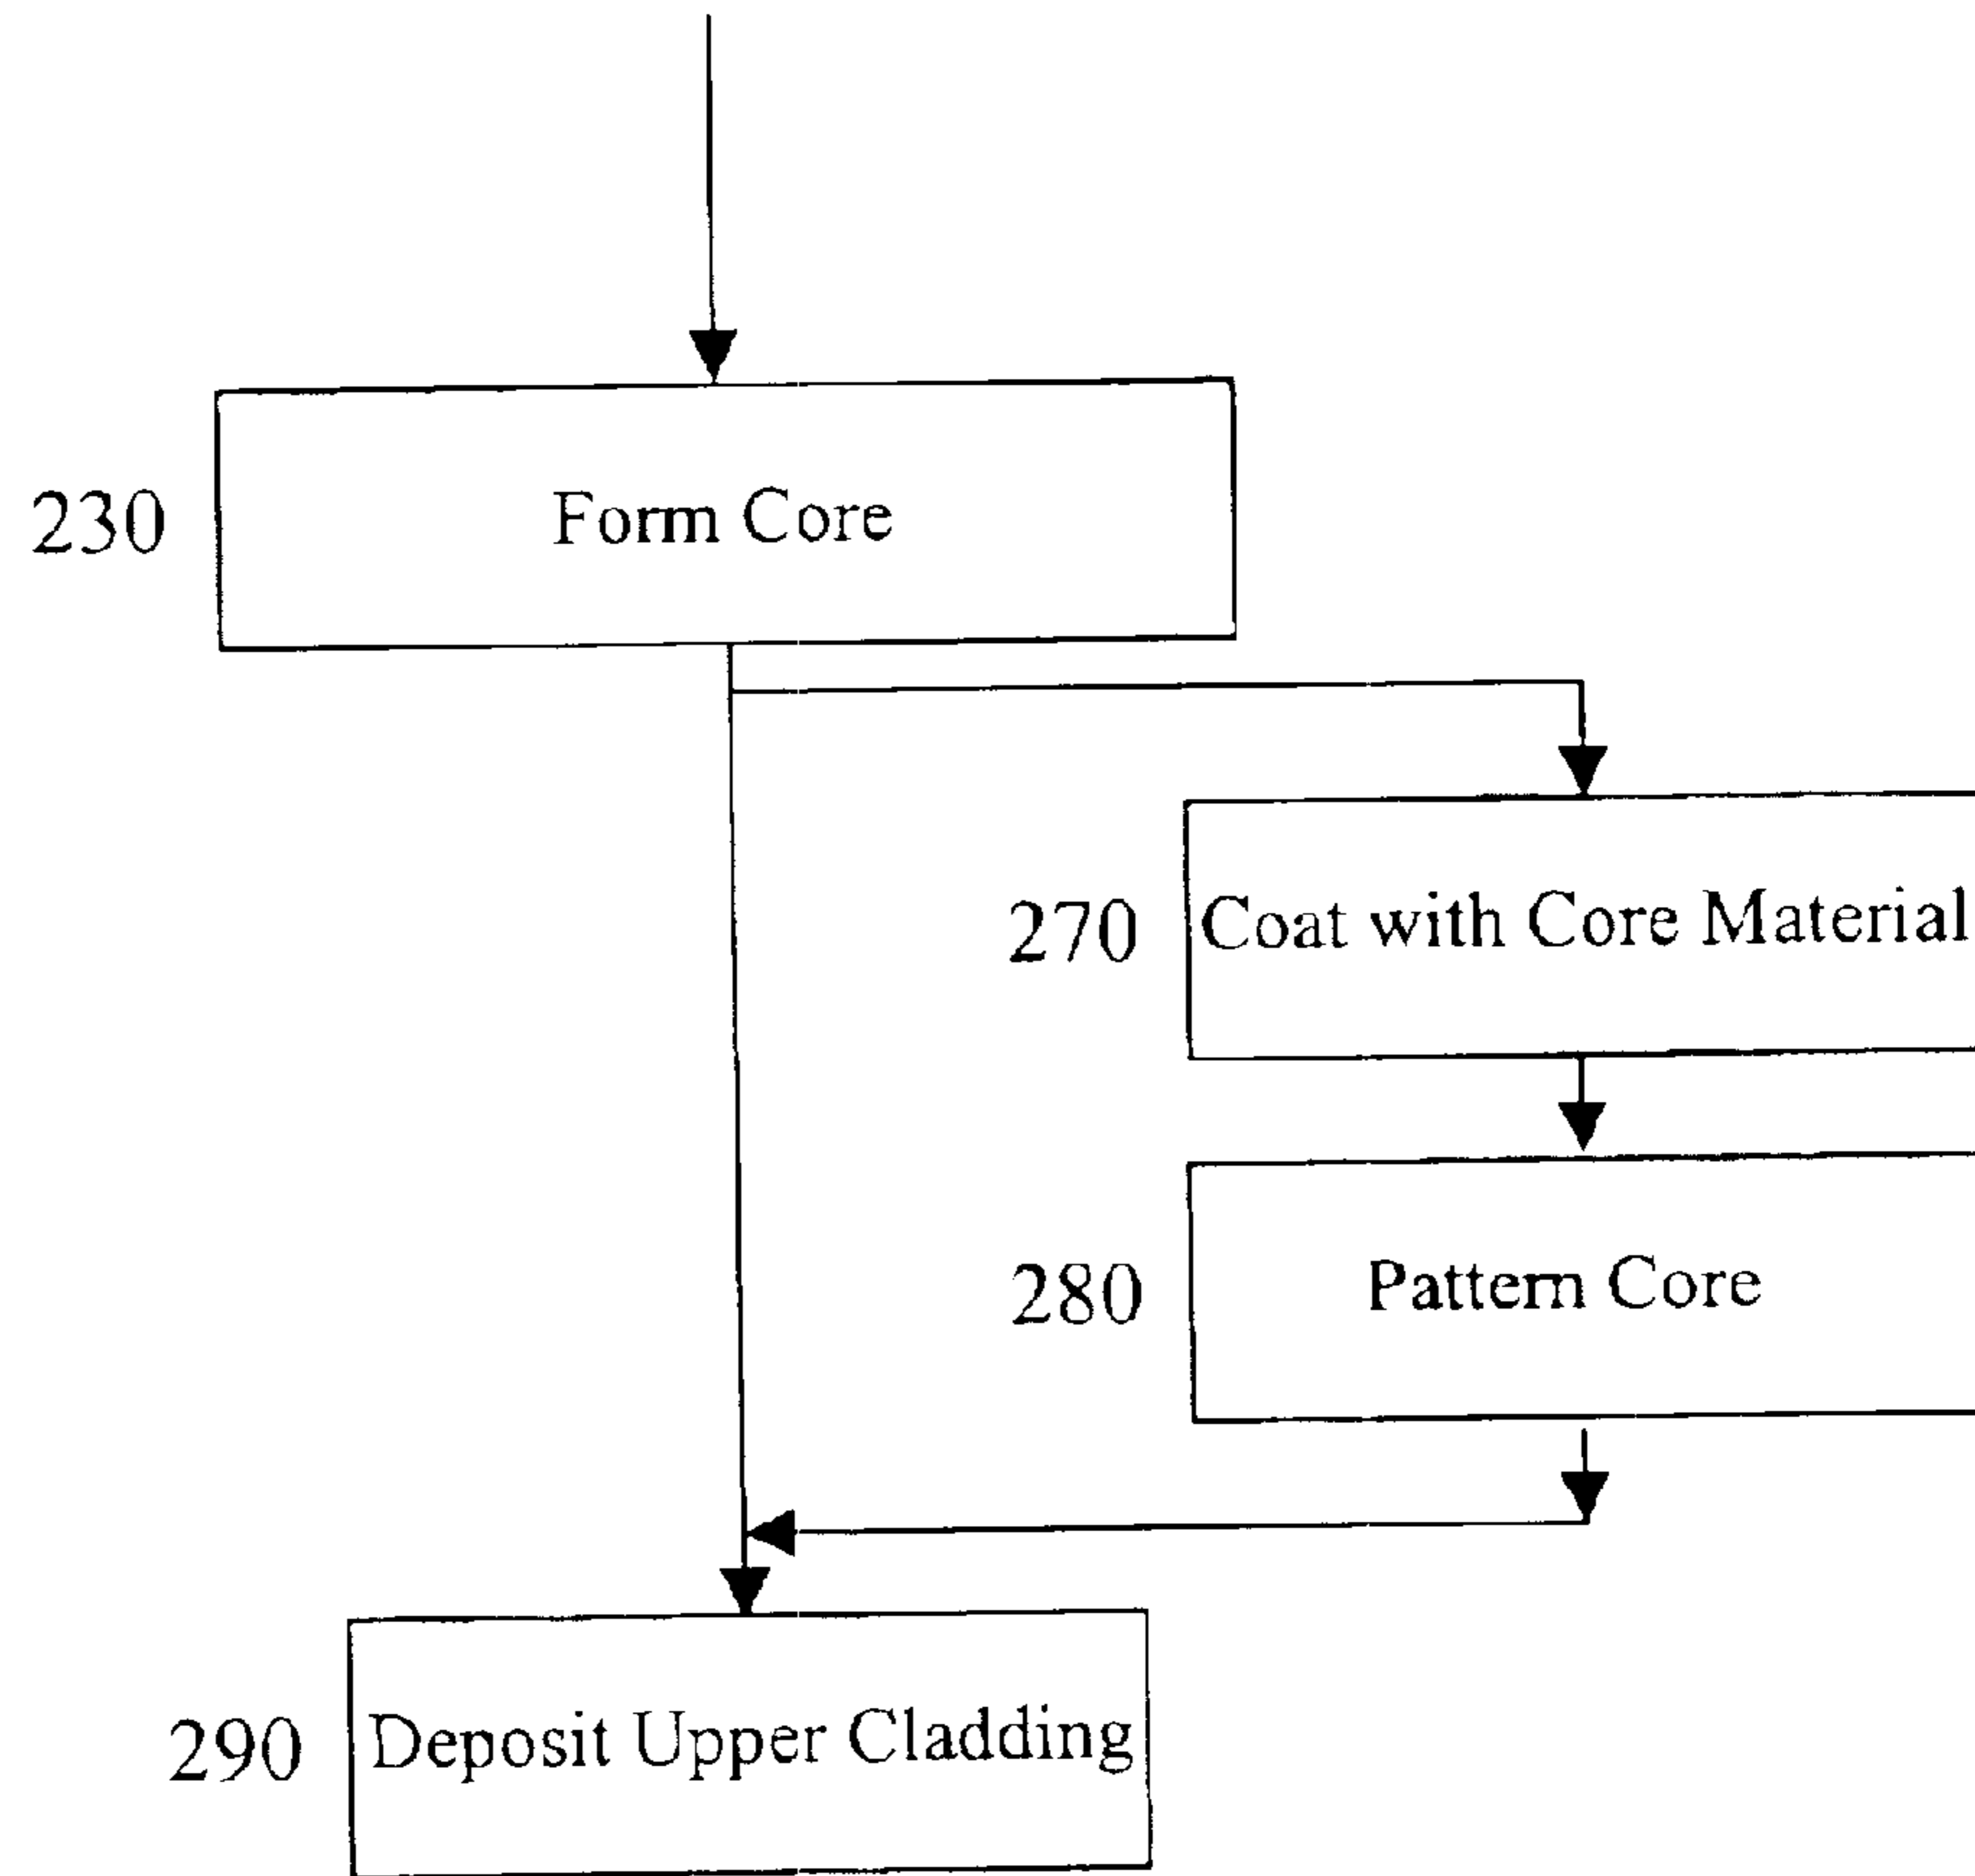 230 Form Core
270 Coat with Core Material
280 Pattern Core
290 Deposit Upper Cladding